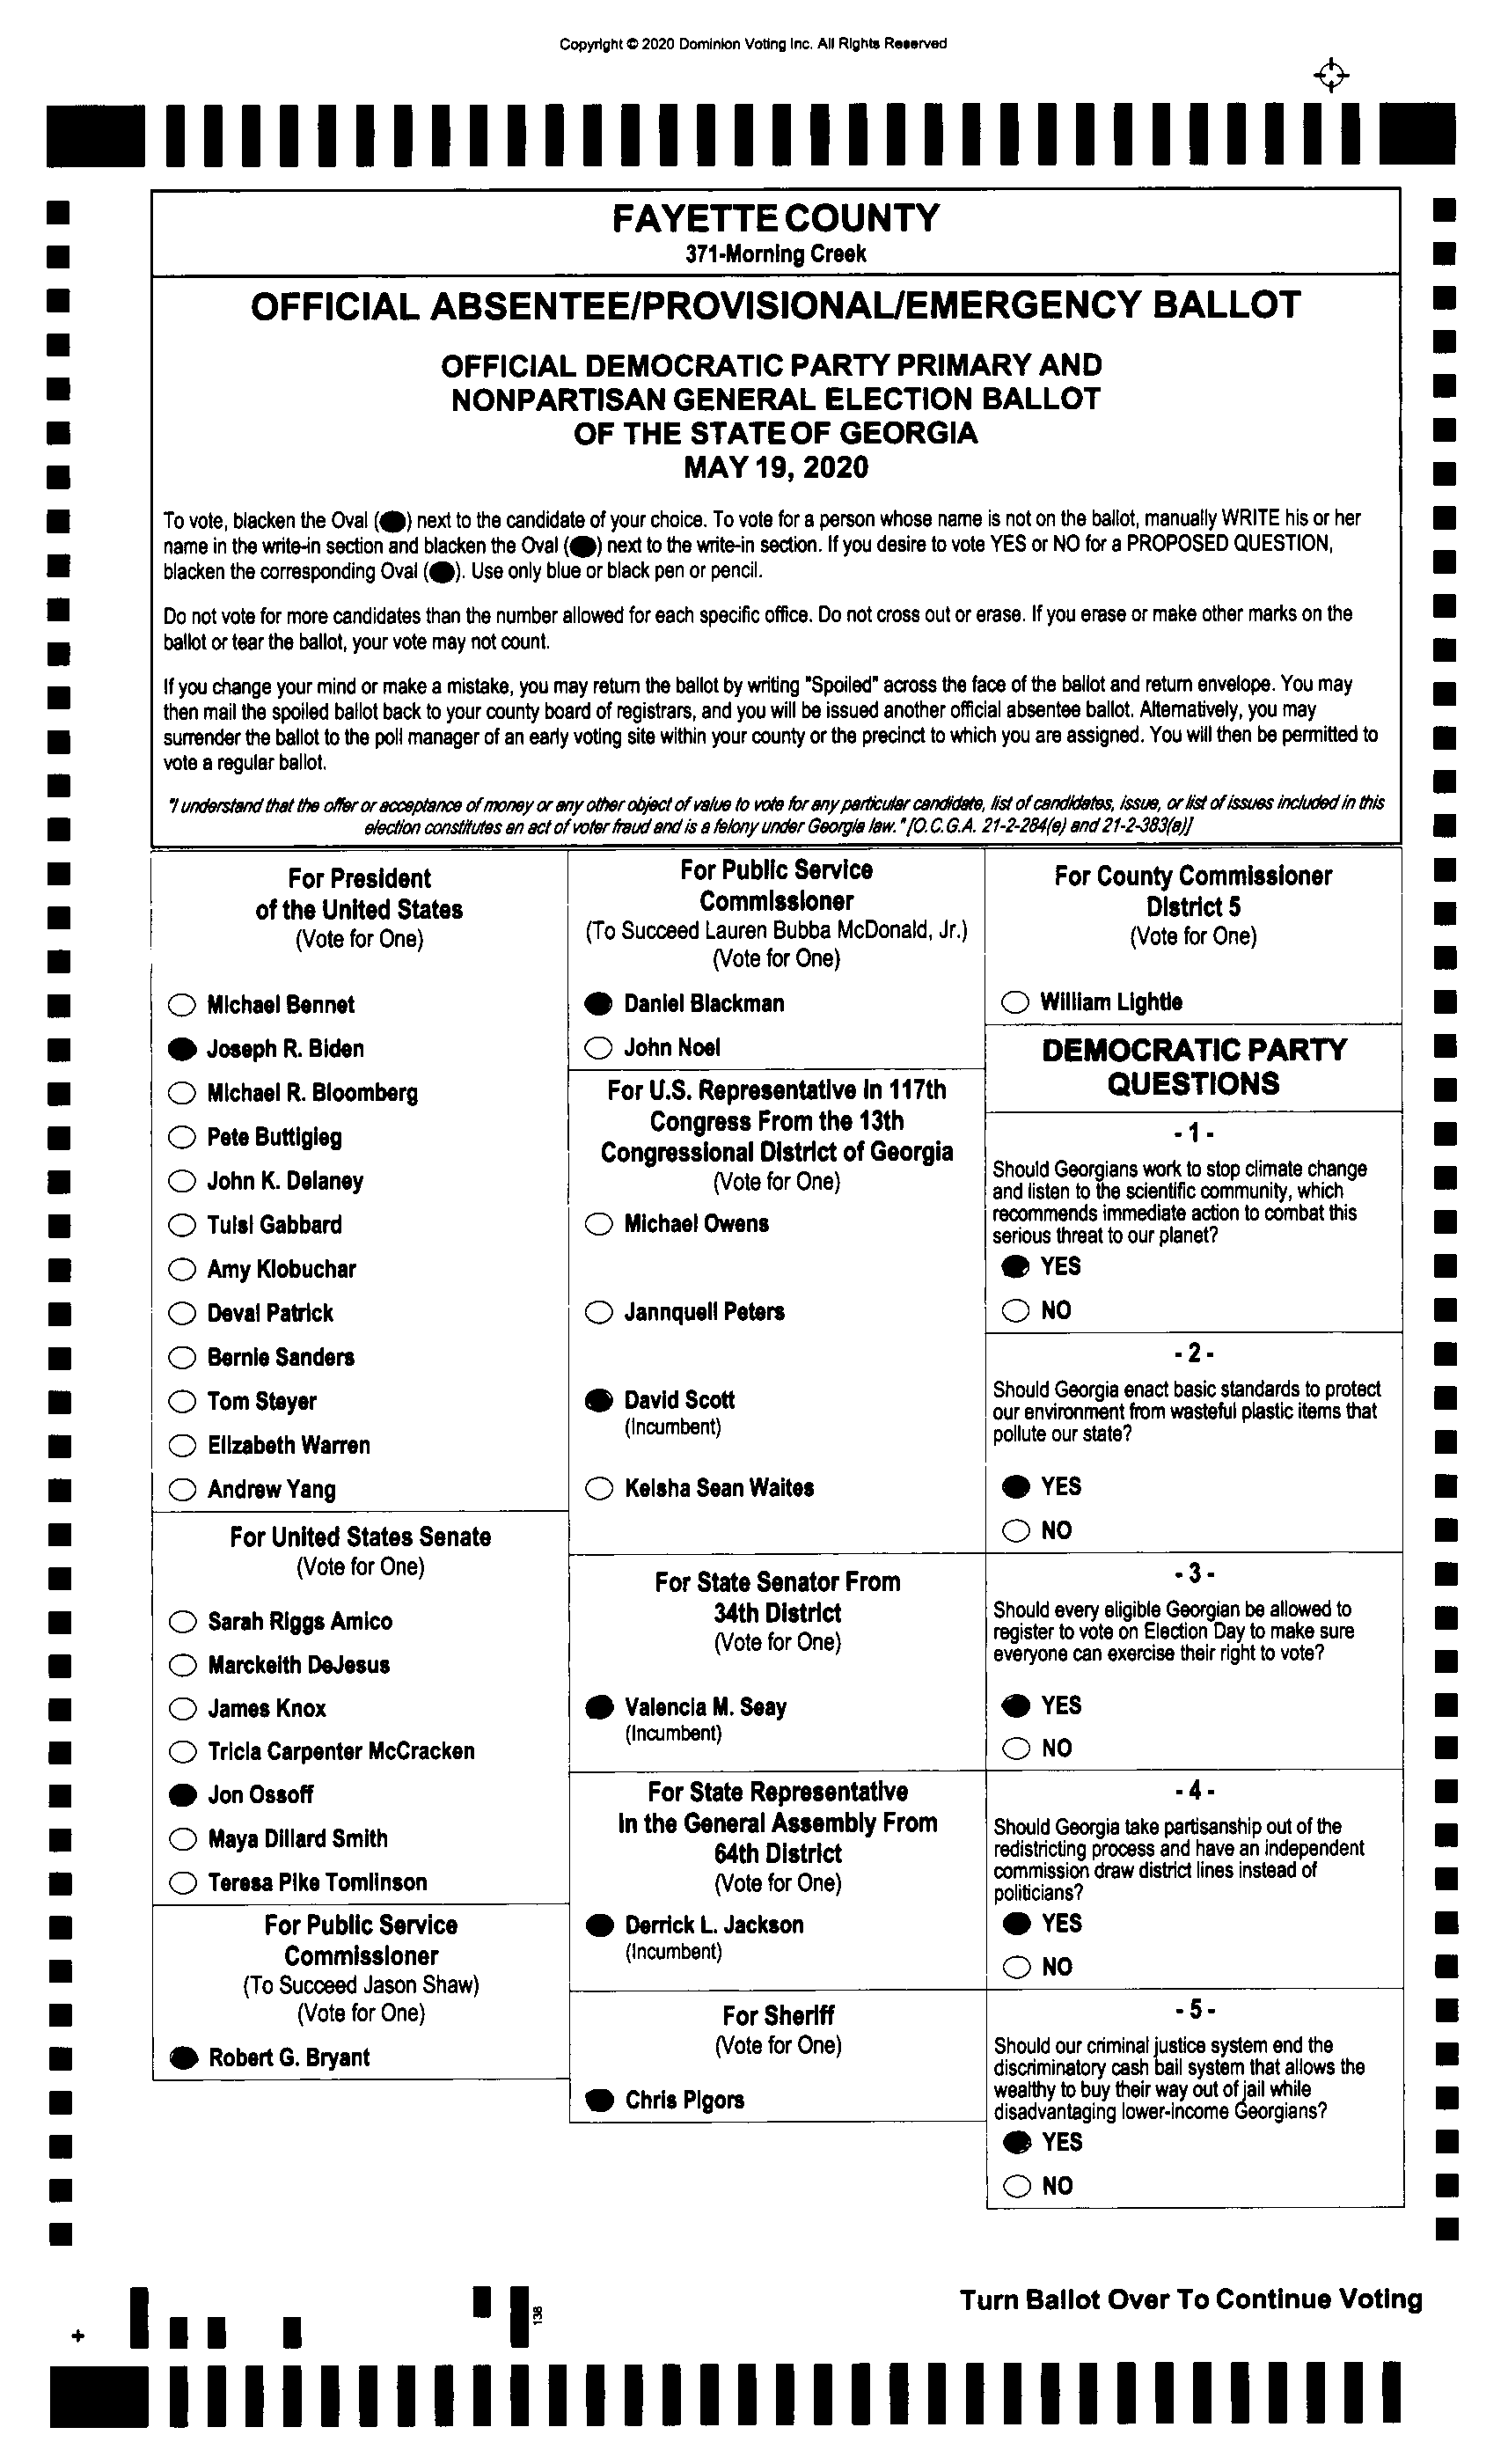 Copyright © 2020 Dominion Voting Inc. All Rights Reserved
FAYETTE COUNTY
371-Morning Creek
OFFICIAL ABSENTEE/PROVISIONAL/EMERGENCY BALLOT
OFFICIAL DEMOCRATIC PARTY PRIMARY AND
NONPARTISAN GENERAL ELECTION BALLOT
OF THE STATE OF GEORGIA
MAY 19, 2020
To vote, blacken the Oval (●) next to the candidate of your choice. To vote for a person whose name is not on the ballot, manually WRITE his or her
name in the write-in section and blacken the Oval (●) next to the write-in section. If you desire to vote YES or NO for a PROPOSED QUESTION,
blacken the corresponding Oval (●). Use only blue or black pen or pencil.
Do not vote for more candidates than the number allowed for each specific office. Do not cross out or erase. If you erase or make other marks on the
ballot or tear the ballot, your vote may not count.
If you change your mind or make a mistake, you may return the ballot by writing "Spoiled" across the face of the ballot and return envelope. You may
then mail the spoiled ballot back to your county board of registrars, and you will be issued another official absentee ballot. Alternatively, you may
surrender the ballot to the poll manager of an early voting site within your county or the precinct to which you are assigned. You will then be permitted to
vote a regular ballot.
"I understand that the offer or acceptance of money or any other object of value to vote for any particular candidate, list of candidates, issue, or list of issues included in this
election constitutes an act of voter fraud and is a felony under Georgia law." [O.C.G.A. 21-2-284(e) and 21-2-383(a)]
For President
of the United States
(Vote for One)
Michael Bennet
Joseph R. Biden
Michael R. Bloomberg
Pete Buttigieg
John K. Delaney
Tulsi Gabbard
Amy Klobuchar
Deval Patrick
Bernie Sanders
Tom Steyer
Elizabeth Warren
Andrew Yang
For United States Senate
(Vote for One)
Sarah Riggs Amico
Marckeith DeJesus
James Knox
Tricia Carpenter McCracken
Jon Ossoff
Maya Dillard Smith
Teresa Pike Tomlinson
For Public Service
Commissioner
(To Succeed Jason Shaw)
(Vote for One)
Robert G. Bryant
For Public Service
Commissioner
(To Succeed Lauren Bubba McDonald, Jr.)
(Vote for One)
Daniel Blackman
John Noel
For U.S. Representative in 117th
Congress From the 13th
Congressional District of Georgia
(Vote for One)
Michael Owens
Jannquell Peters
David Scott
(Incumbent)
Keisha Sean Waites
For State Senator From
34th District
(Vote for One)
Valencia M. Seay
(Incumbent)
For State Representative
In the General Assembly From
64th District
(Vote for One)
Derrick L. Jackson
(Incumbent)
For Sheriff
(Vote for One)
Chris Pigors
For County Commissioner
District 5
(Vote for One)
William Lightle
DEMOCRATIC PARTY
QUESTIONS
- 1 -
Should Georgians work to stop climate change
and listen to the scientific community, which
recommends immediate action to combat this
serious threat to our planet?
YES
NO
- 2 -
Should Georgia enact basic standards to protect
our environment from wasteful plastic items that
pollute our state?
YES
NO
- 3 -
Should every eligible Georgian be allowed to
register to vote on Election Day to make sure
everyone can exercise their right to vote?
YES
NO
- 4 -
Should Georgia take partisanship out of the
redistricting process and have an independent
commission draw district lines instead of
politicians?
YES
NO
- 5 -
Should our criminal justice system end the
discriminatory cash bail system that allows the
wealthy to buy their way out of jail while
disadvantaging lower-income Georgians?
YES
NO
Turn Ballot Over To Continue Voting
138